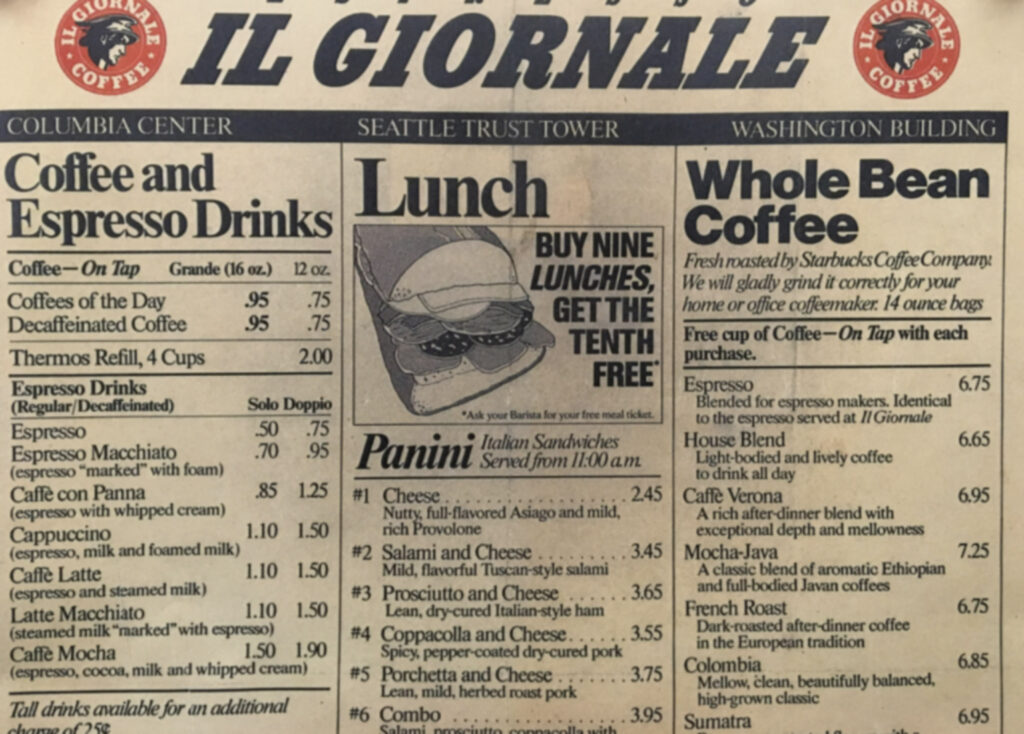 IL GIORNALE
COFFEE
IL GIORNALE
IL GIORNALE
COFFEE
COLUMBIA CENTER
SEATTLE TRUST TOWER
WASHINGTON BUILDING
Coffee and
Espresso Drinks
Coffee—On Tap Grande (16 oz.) 12 oz.
Coffees of the Day .95 .75
Decaffeinated Coffee .95 .75
Thermos Refill, 4 Cups 2.00
Espresso Drinks
(Regular/Decaffeinated) Solo Doppio
Espresso .50 .75
Espresso Macchiato .70 .95
(espresso “marked” with foam)
Caffè con Panna .85 1.25
(espresso with whipped cream)
Cappuccino 1.10 1.50
(espresso, milk and foamed milk)
Caffè Latte 1.10 1.50
(espresso and steamed milk)
Latte Macchiato 1.10 1.50
(steamed milk “marked” with espresso)
Caffè Mocha 1.50 1.90
(espresso, cocoa, milk and whipped cream)
Tall drinks available for an additional
charge of 25¢
Lunch
BUY NINE
LUNCHES,
GET THE
TENTH
FREE*
*Ask your Barista for your free meal ticket.
Panini Italian Sandwiches
Served from 11:00 a.m.
#1 Cheese . . . . . . . . . . . . . . . . . . . . 2.45
Nutty, full-flavored Asiago and mild,
rich Provolone
#2 Salami and Cheese . . . . . . . . . 3.45
Mild, flavorful Tuscan-style salami
#3 Prosciutto and Cheese . . . . . . 3.65
Lean, dry-cured Italian-style ham
#4 Coppacolla and Cheese . . . . . . 3.55
Spicy, pepper-coated dry-cured pork
#5 Porchetta and Cheese . . . . . . . 3.75
Lean, mild, herbed roast pork
#6 Combo . . . . . . . . . . . . . . . . . . . 3.95
Salami, prosciutto, coppacolla with
Whole Bean
Coffee
Fresh roasted by Starbucks Coffee Company.
We will gladly grind it correctly for your
home or office coffeemaker. 14 ounce bags
Free cup of Coffee—On Tap with each
purchase.
Espresso 6.75
Blended for espresso makers. Identical
to the espresso served at Il Giornale
House Blend 6.65
Light-bodied and lively coffee
to drink all day
Caffè Verona 6.95
A rich after-dinner blend with
exceptional depth and mellowness
Mocha-Java 7.25
A classic blend of aromatic Ethiopian
and full-bodied Javan coffees
French Roast 6.75
Dark-roasted after-dinner coffee
in the European tradition
Colombia 6.85
Mellow, clean, beautifully balanced,
high-grown classic
Sumatra 6.95